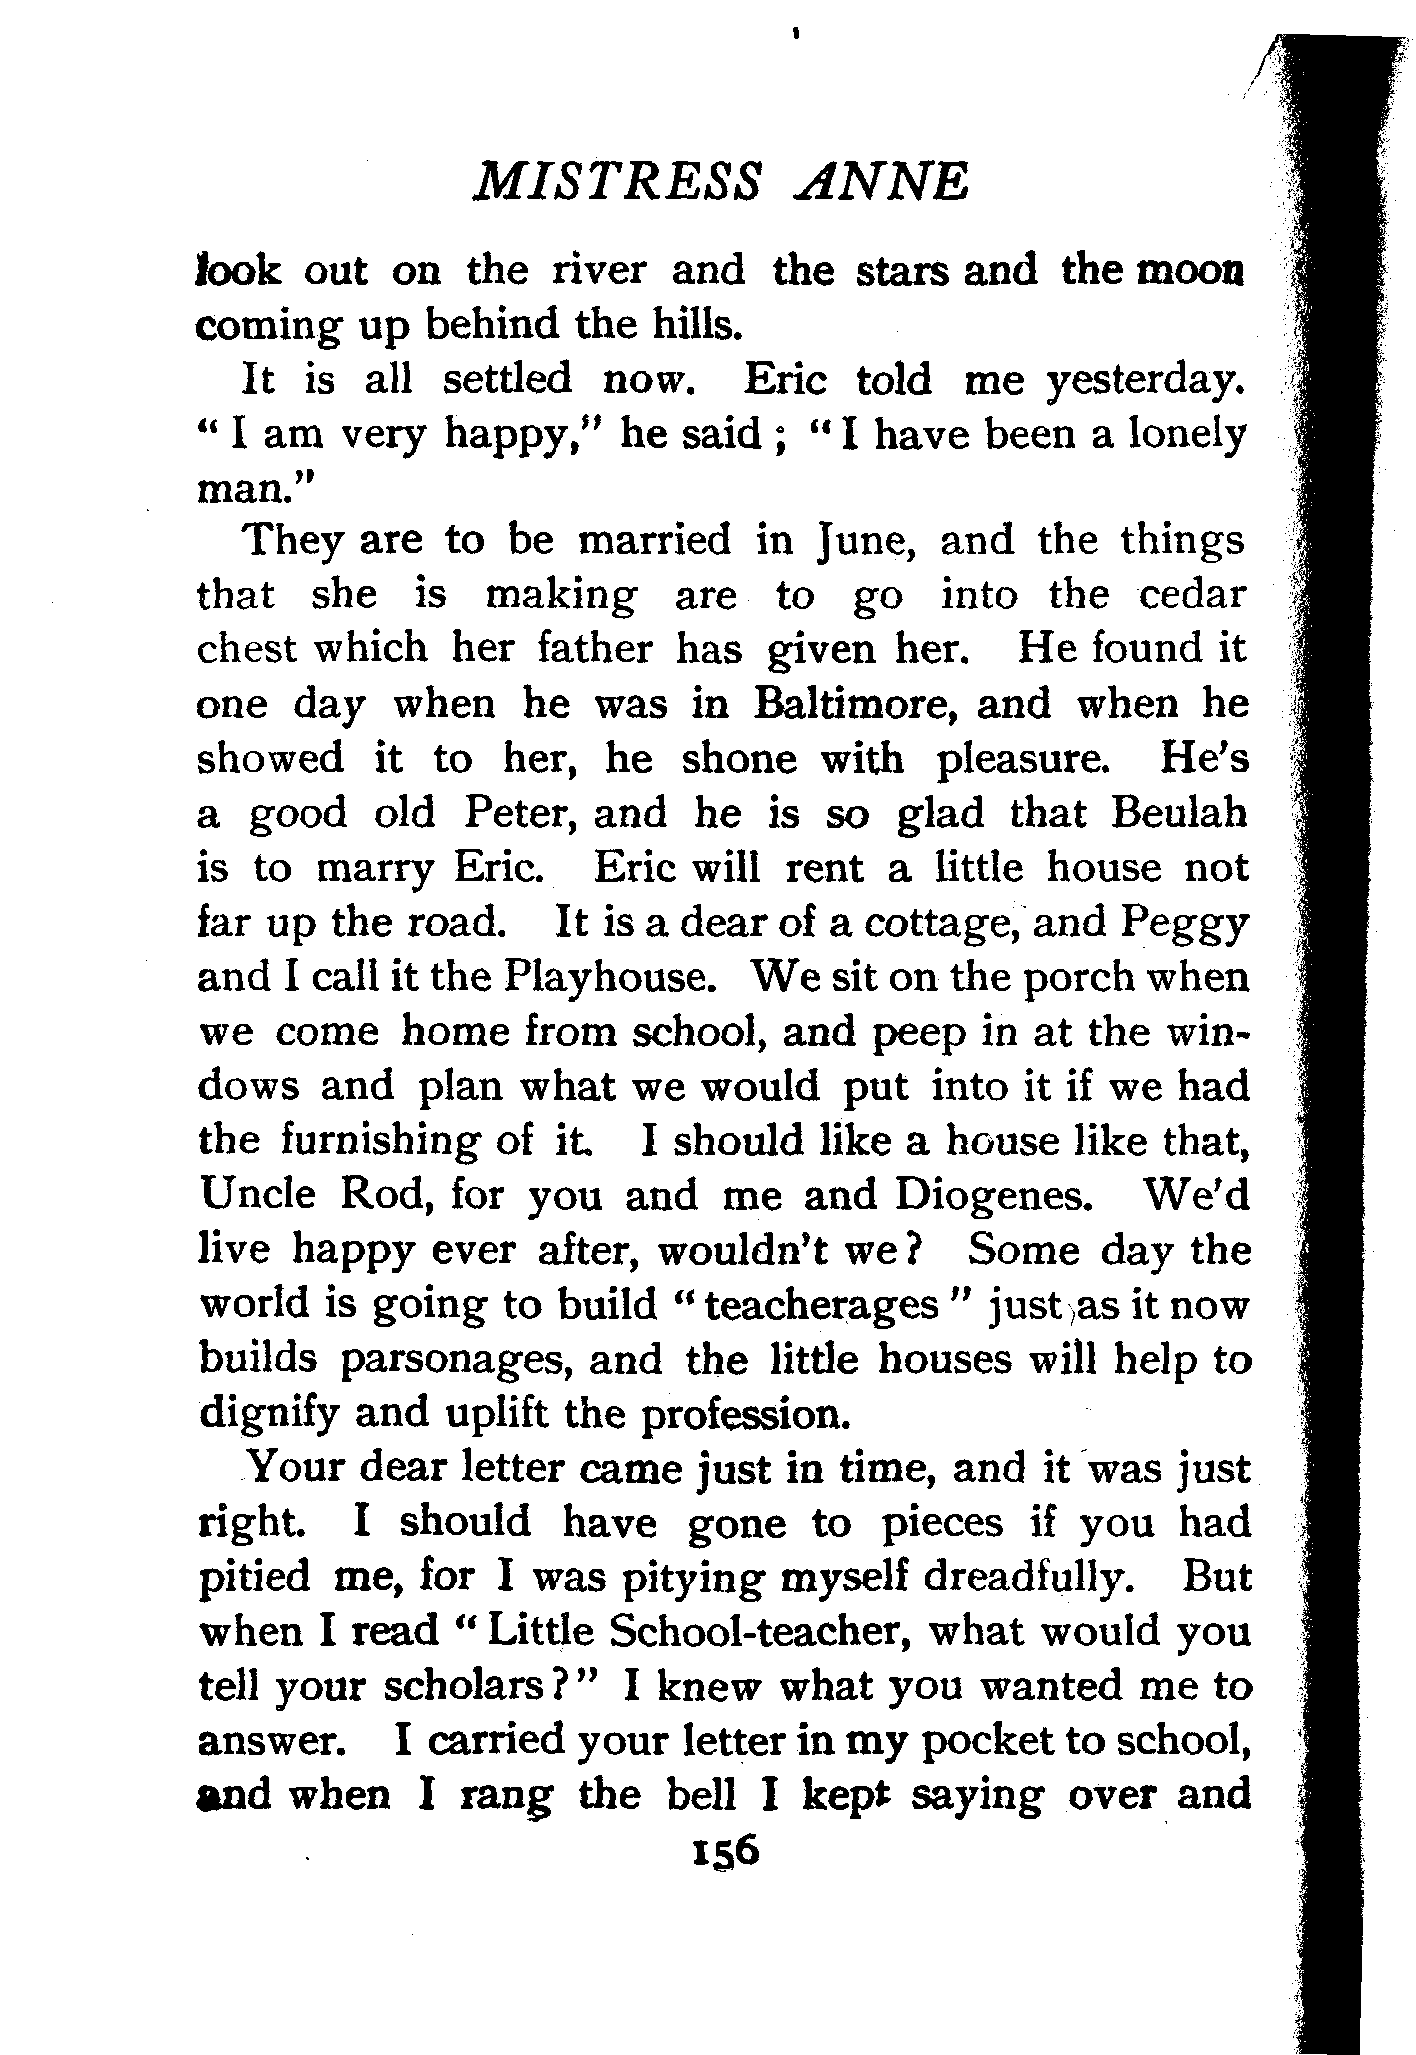 MISTRESS ANNE
look out on the river and the stars and the moon
coming up behind the hills.
It is all settled now. Eric told me yesterday.
“ I am very happy,” he said ; “ I have been a lonely
man.”
They are to be married in June, and the things
that she is making are to go into the cedar
chest which her father has given her. He found it
one day when he was in Baltimore, and when he
showed it to her, he shone with pleasure. He’s
a good old Peter, and he is so glad that Beulah
is to marry Eric. Eric will rent a little house not
far up the road. It is a dear of a cottage, and Peggy
and I call it the Playhouse. We sit on the porch when
we come home from school, and peep in at the win-
dows and plan what we would put into it if we had
the furnishing of it. I should like a house like that,
Uncle Rod, for you and me and Diogenes. We’d
live happy ever after, wouldn’t we ? Some day the
world is going to build “ teacherages ” just as it now
builds parsonages, and the little houses will help to
dignify and uplift the profession.
Your dear letter came just in time, and it was just
right. I should have gone to pieces if you had
pitied me, for I was pitying myself dreadfully. But
when I read “ Little School-teacher, what would you
tell your scholars ? ” I knew what you wanted me to
answer. I carried your letter in my pocket to school,
and when I rang the bell I kept saying over and
156